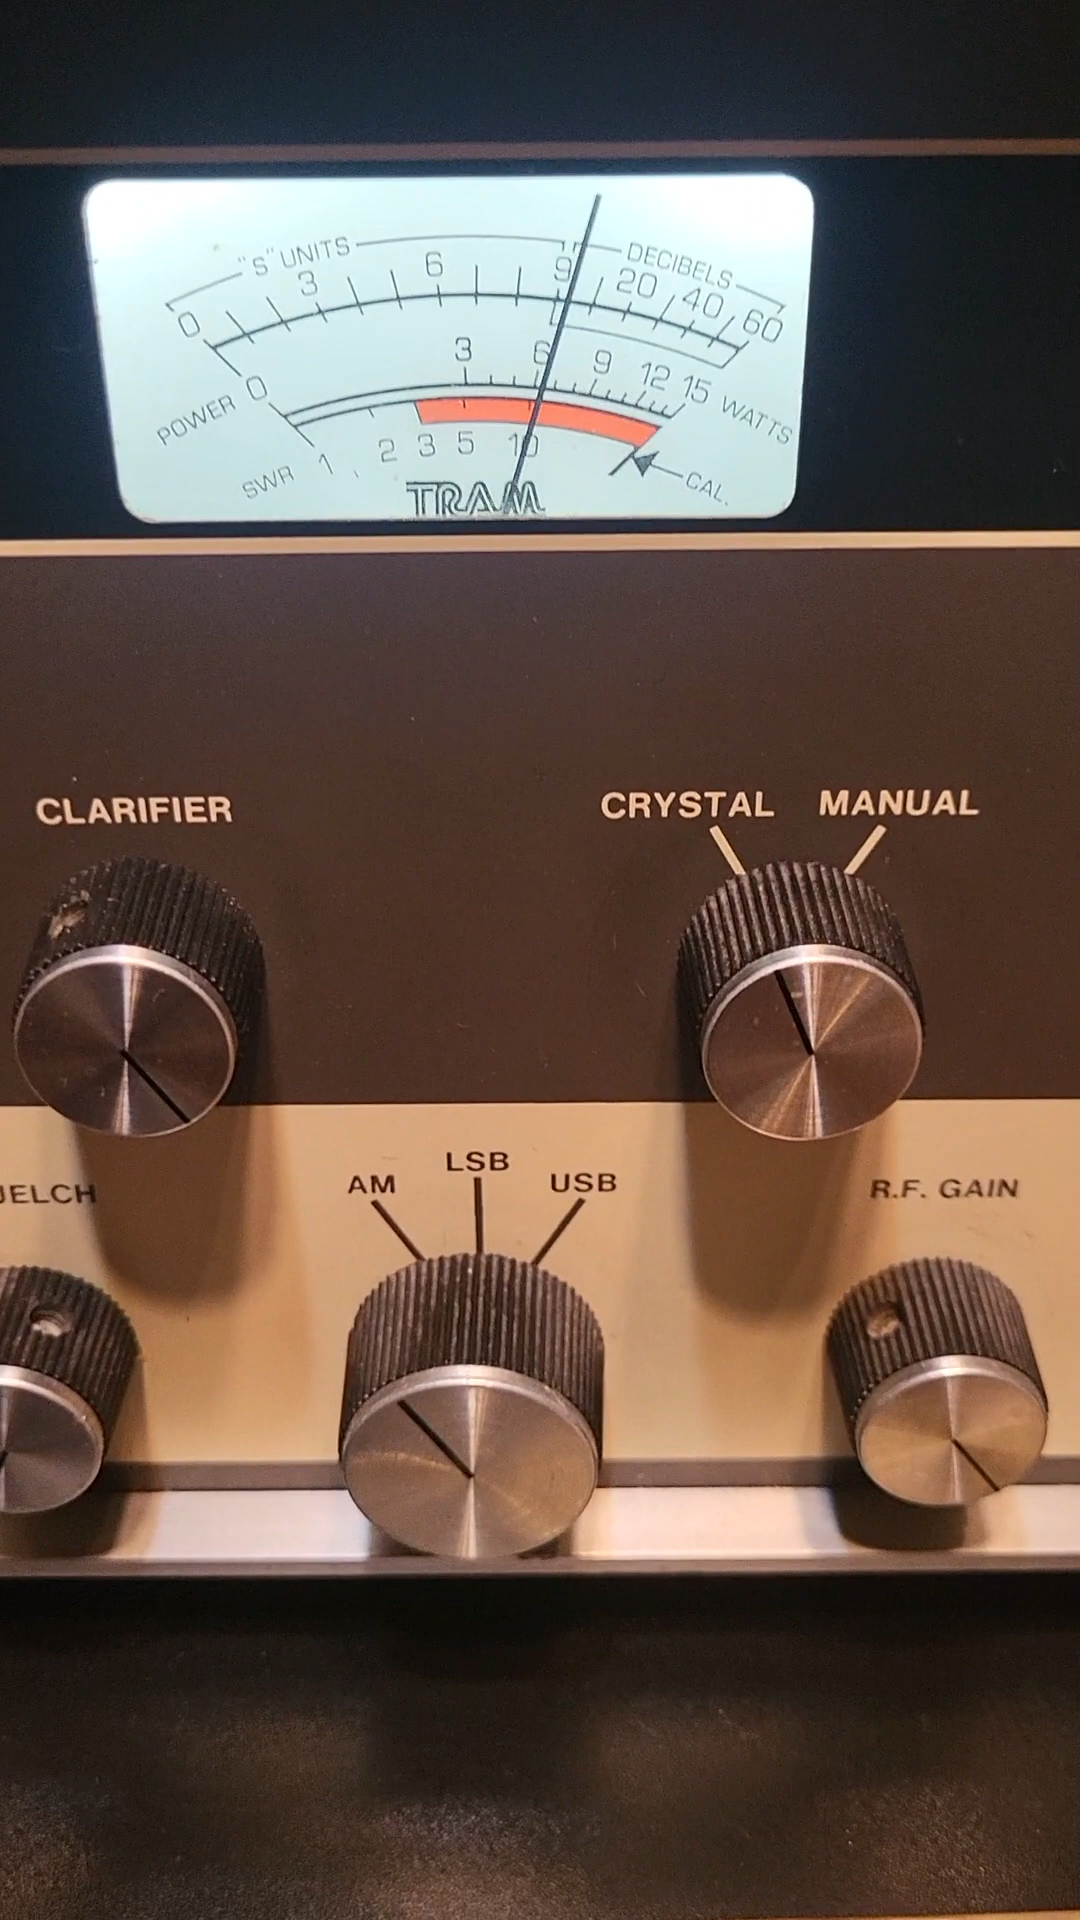 "S" UNITS DECIBELS
0 3 6 9 20 40 60
POWER 0 3 6 9 12 15 WATTS
SWR 1 2 3 5 10 CAL.
TRAM
CLARIFIER CRYSTAL MANUAL
AM LSB USB R.F. GAIN